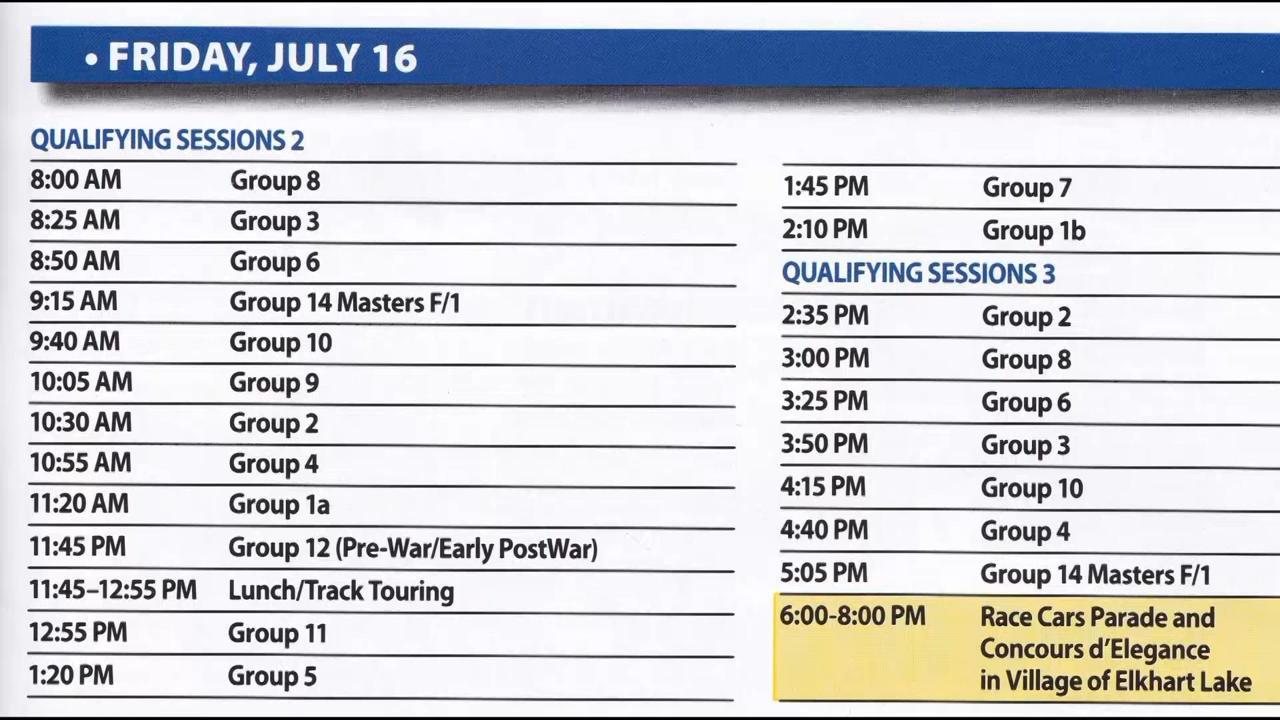 • FRIDAY, JULY 16
QUALIFYING SESSIONS 2
8:00 AM Group 8
8:25 AM Group 3
8:50 AM Group 6
9:15 AM Group 14 Masters F/1
9:40 AM Group 10
10:05 AM Group 9
10:30 AM Group 2
10:55 AM Group 4
11:20 AM Group 1a
11:45 PM Group 12 (Pre-War/Early PostWar)
11:45–12:55 PM Lunch/Track Touring
12:55 PM Group 11
1:20 PM Group 5
1:45 PM Group 7
2:10 PM Group 1b
QUALIFYING SESSIONS 3
2:35 PM Group 2
3:00 PM Group 8
3:25 PM Group 6
3:50 PM Group 3
4:15 PM Group 10
4:40 PM Group 4
5:05 PM Group 14 Masters F/1
6:00-8:00 PM Race Cars Parade and
Concours d'Elegance
in Village of Elkhart Lake